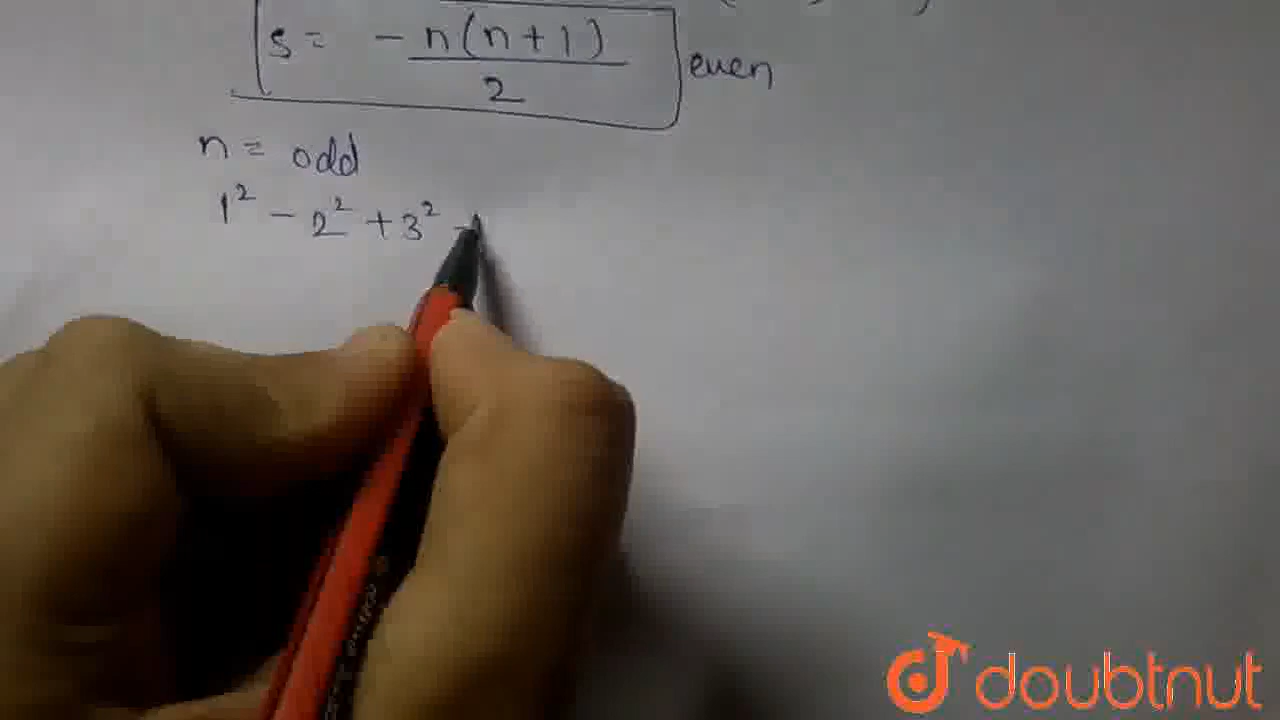 S = - n(n+1) / 2 even
n = odd
1² - 2² + 3² -
doubtnut